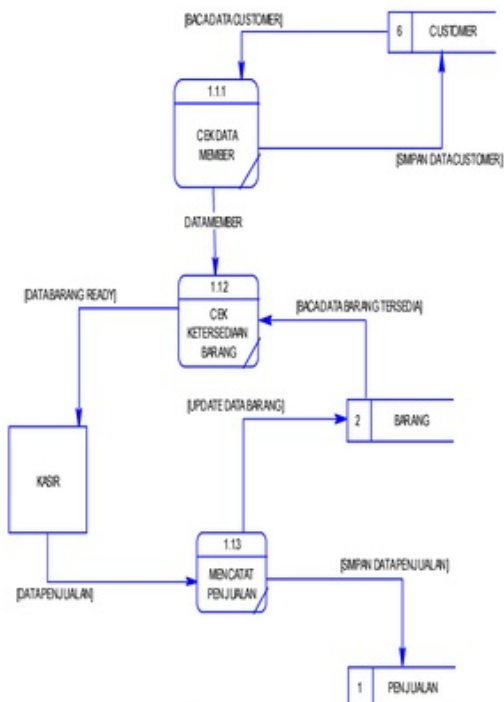 [BACA DATA CUSTOMER]
6 CUSTOMER
1.1.1
CEK DATA
MEMBER
[SIMPAN DATA CUSTOMER]
DATA MEMBER
[DATA BARANG READY]
1.1.2
CEK
KETERSEDIAAN
BARANG
[BACA DATA BARANG TERSEDIA]
[UPDATE DATA BARANG]
2 BARANG
KASIR
1.1.3
MENCATAT
PENJUALAN
[DATA PENJUALAN]
[SIMPAN DATA PENJUALAN]
1 PENJUALAN